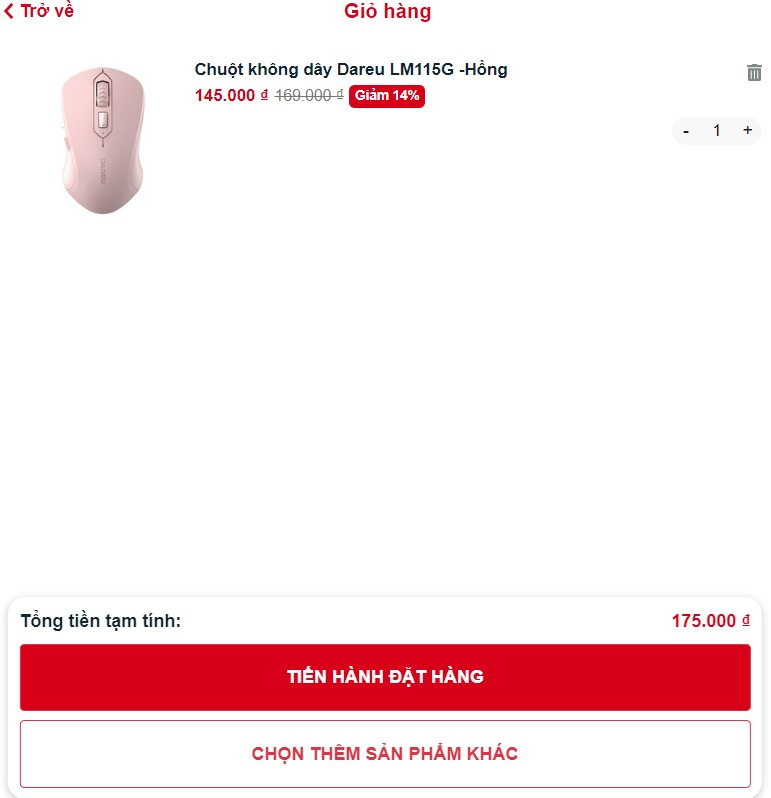 Trở về
Giỏ hàng
Chuột không dây Dareu LM115G -Hồng
145.000 ₫ 169.000 ₫ Giảm 14%
- 1 +
DAREU
Tổng tiền tạm tính: 175.000 ₫
TIẾN HÀNH ĐẶT HÀNG
CHỌN THÊM SẢN PHẨM KHÁC